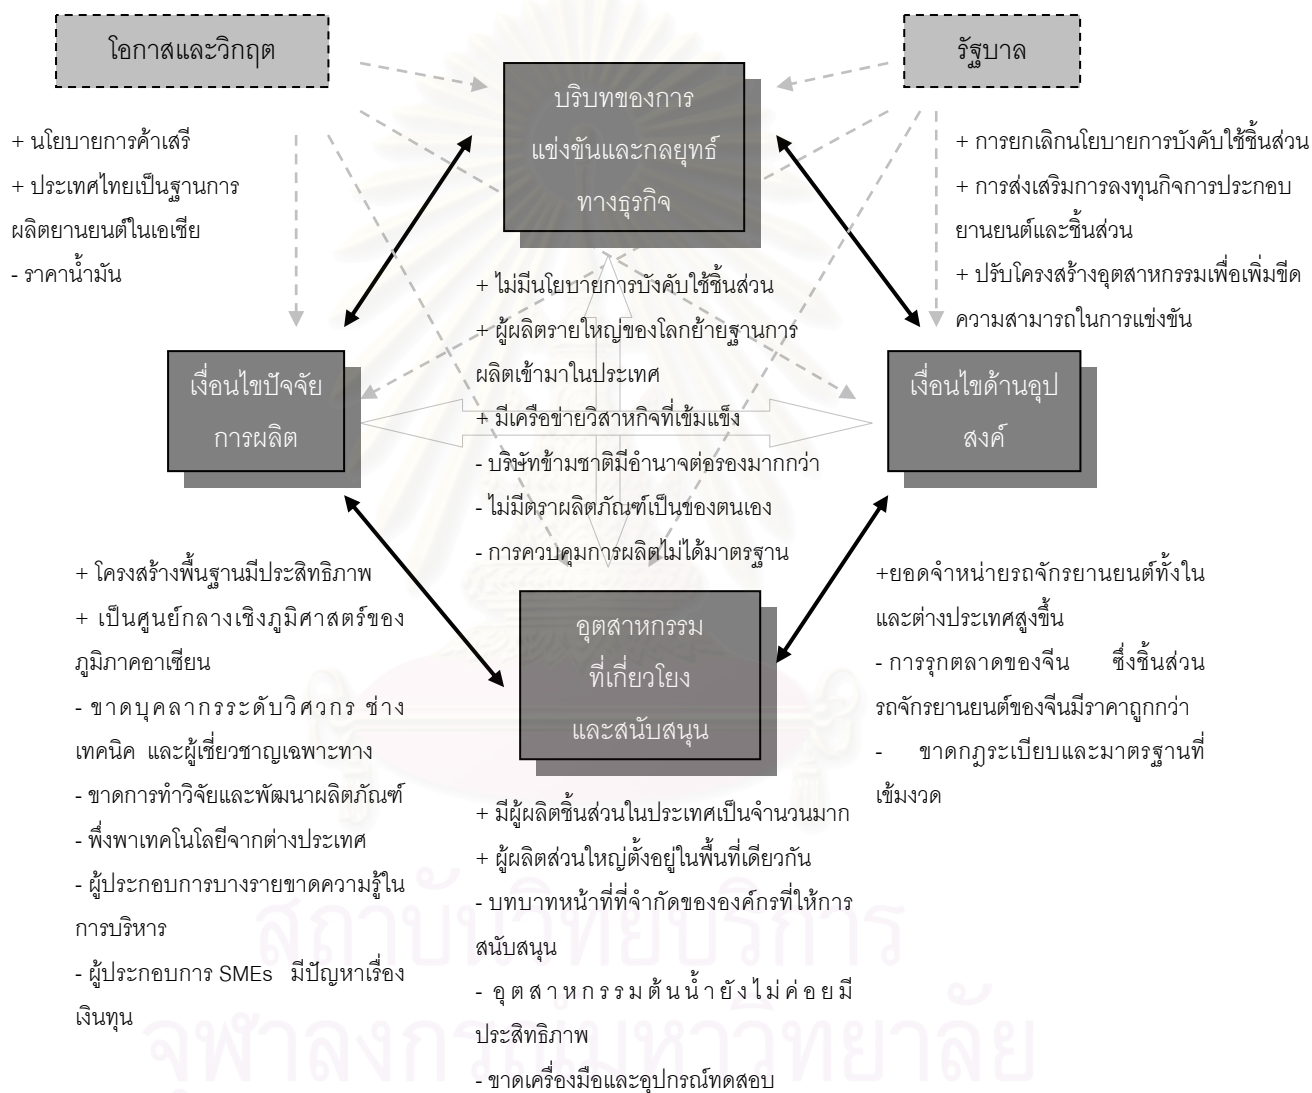 โอกาสและวิกฤต
รัฐบาล
บริบทของการ
แข่งขันและกลยุทธ์
ทางธุรกิจ
+ นโยบายการค้าเสรี
+ ประเทศไทยเป็นฐานการ
ผลิตยานยนต์ในเอเชีย
- ราคาน้ำมัน
+ การยกเลิกนโยบายการบังคับใช้ชิ้นส่วน
+ การส่งเสริมการลงทุนกิจการประกอบ
ยานยนต์และชิ้นส่วน
+ ปรับโครงสร้างอุตสาหกรรมเพื่อเพิ่มขีด
ความสามารถในการแข่งขัน
+ ไม่มีนโยบายการบังคับใช้ชิ้นส่วน
+ ผู้ผลิตรายใหญ่ของโลกย้ายฐานการ
ผลิตเข้ามาในประเทศ
+ มีเครือข่ายวิสาหกิจที่เข้มแข็ง
- บริษัทข้ามชาติมีอำนาจต่อรองมากกว่า
- ไม่มีตราผลิตภัณฑ์เป็นของตนเอง
- การควบคุมการผลิตไม่ได้มาตรฐาน
เงื่อนไขปัจจัย
การผลิต
เงื่อนไขด้านอุป
สงค์
+ โครงสร้างพื้นฐานมีประสิทธิภาพ
+ เป็นศูนย์กลางเชิงภูมิศาสตร์ของ
ภูมิภาคอาเซียน
- ขาดบุคลากรระดับวิศวกร ช่าง
เทคนิค และผู้เชี่ยวชาญเฉพาะทาง
- ขาดการทำวิจัยและพัฒนาผลิตภัณฑ์
- พึ่งพาเทคโนโลยีจากต่างประเทศ
- ผู้ประกอบการบางรายขาดความรู้ใน
การบริหาร
- ผู้ประกอบการ SMEs มีปัญหาเรื่อง
เงินทุน
อุตสาหกรรม
ที่เกี่ยวโยง
และสนับสนุน
+ มีผู้ผลิตชิ้นส่วนในประเทศเป็นจำนวนมาก
+ ผู้ผลิตส่วนใหญ่ตั้งอยู่ในพื้นที่เดียวกัน
- บทบาทหน้าที่ที่จำกัดขององค์กรที่ให้การ
สนับสนุน
- อุตสาหกรรมต้นน้ำยังไม่ค่อยมี
ประสิทธิภาพ
- ขาดเครื่องมือและอุปกรณ์ทดสอบ
+ยอดจำหน่ายรถจักรยานยนต์ทั้งใน
และต่างประเทศสูงขึ้น
- การรุกตลาดของจีน ซึ่งชิ้นส่วน
รถจักรยานยนต์ของจีนมีราคาถูกกว่า
- ขาดกฎระเบียบและมาตรฐานที่
เข้มงวด
สถาบันวิทยบริการ
จุฬาลงกรณ์มหาวิทยาลัย